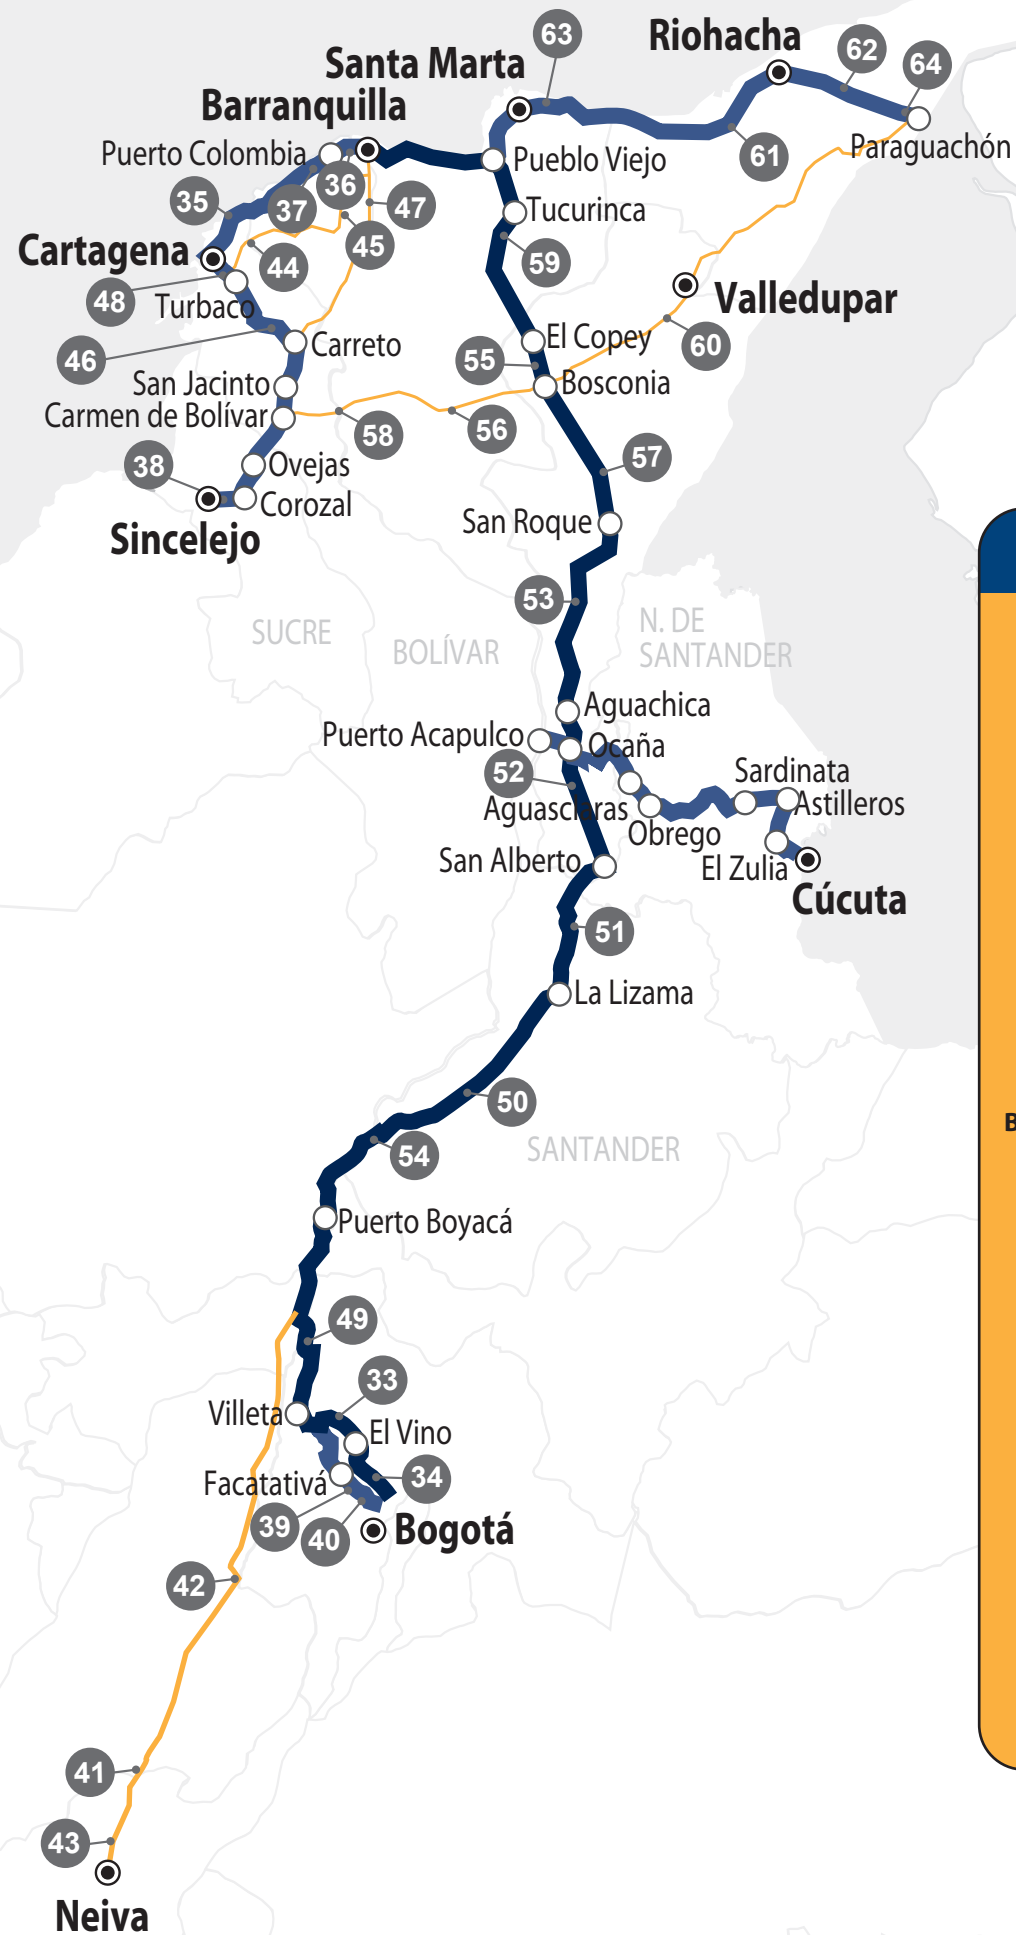 63
Riohacha
62
64
Santa Marta
Barranquilla
Puerto Colombia
36
Pueblo Viejo
61
Paraguachón
35
37
47
Tucurinca
45
Cartagena
44
59
48
Turbaco
Valledupar
46
Carreto
El Copey
60
55
San Jacinto
Bosconia
Carmen de Bolívar
58
56
38
Ovejas
57
Corozal
San Roque
Sincelejo
53
SUCRE
BOLÍVAR
N. DE
SANTANDER
Aguachica
Puerto Acapulco
Ocaña
52
Sardinata
Aguasclaras
Astilleros
Obrego
San Alberto
El Zulia
Cúcuta
51
La Lizama
50
B
54
SANTANDER
Puerto Boyacá
49
33
Villeta
El Vino
Facatativá
34
39
40
Bogotá
42
41
43
Neiva